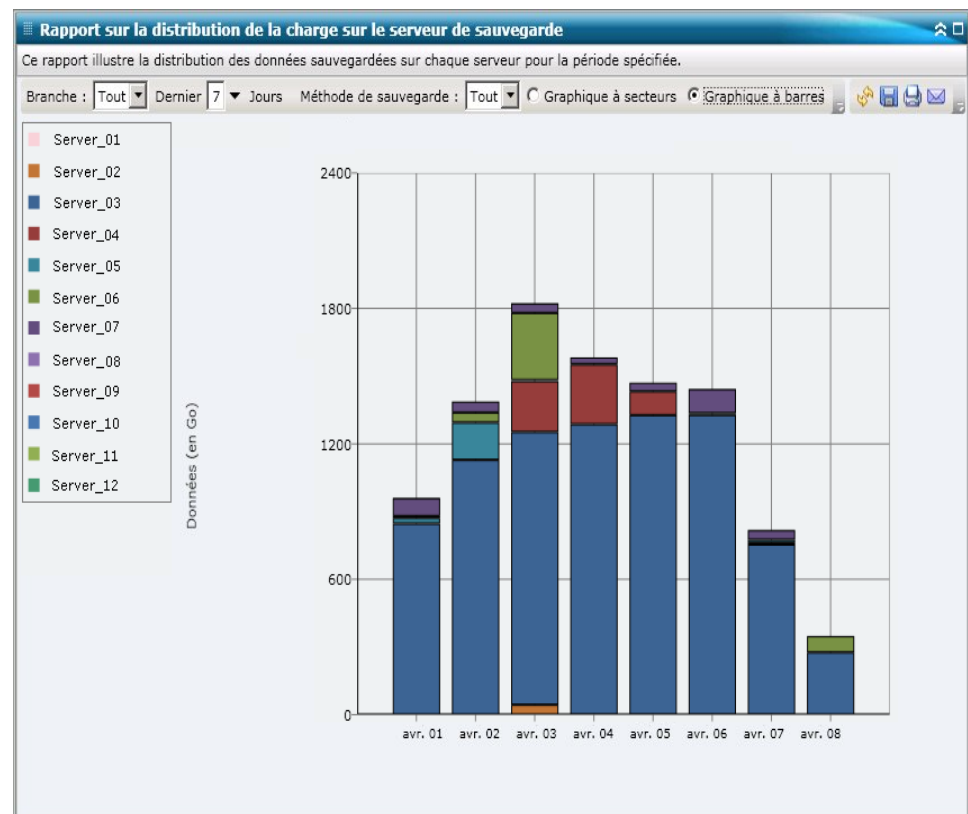 Rapport sur la distribution de la charge sur le serveur de sauvegarde
Ce rapport illustre la distribution des données sauvegardées sur chaque serveur pour la période spécifiée.
Branche : Tout Dernier 7 Jours Méthode de sauvegarde : Tout Graphique à secteurs Graphique à barres
Server_01
Server_02
Server_03
Server_04
Server_05
Server_06
Server_07
Server_08
Server_09
Server_10
Server_11
Server_12
Données (en Go)
2400
1800
1200
600
0
avr. 01 avr. 02 avr. 03 avr. 04 avr. 05 avr. 06 avr. 07 avr. 08